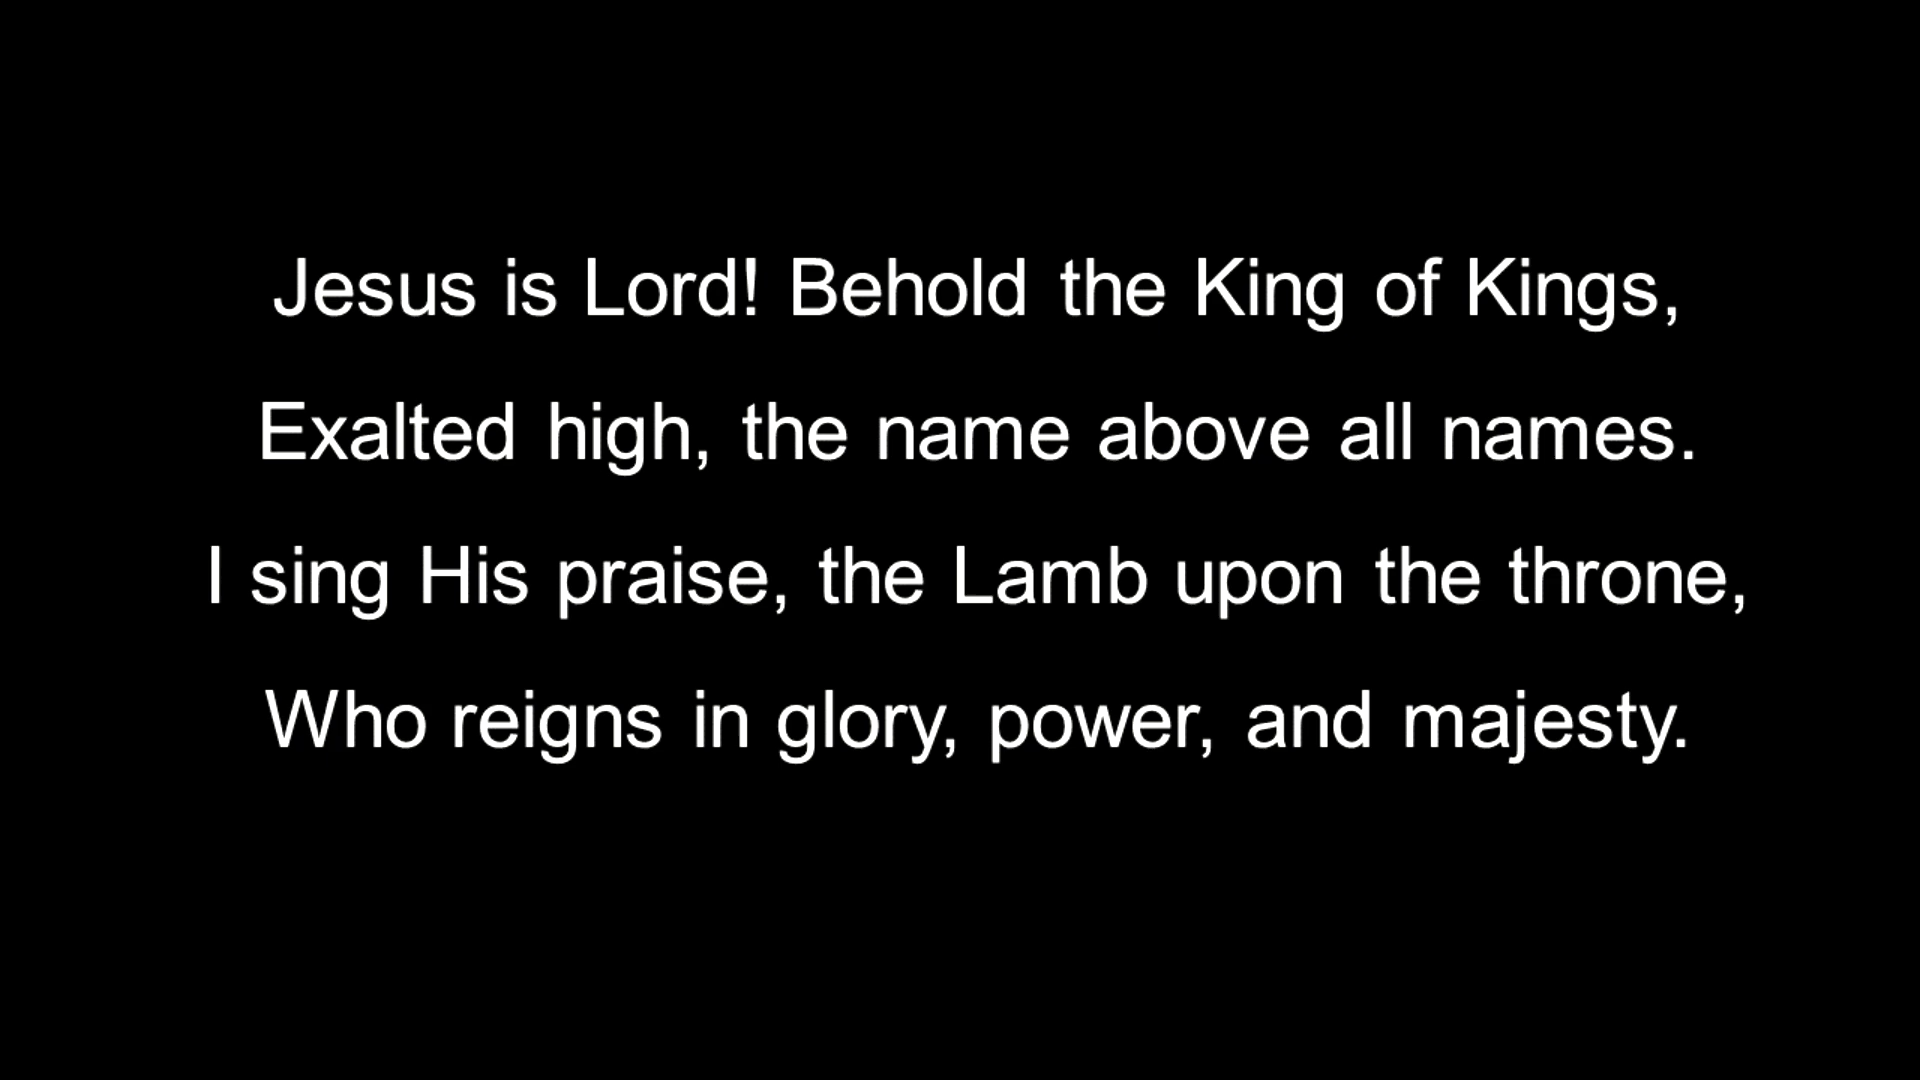 Jesus is Lord! Behold the King of Kings,
Exalted high, the name above all names.
I sing His praise, the Lamb upon the throne,
Who reigns in glory, power, and majesty.